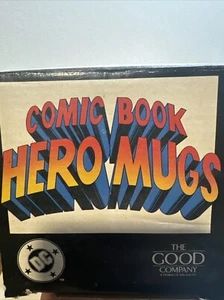 COMIC BOOK
HERO MUGS
DC
THE
GOOD
COMPANY